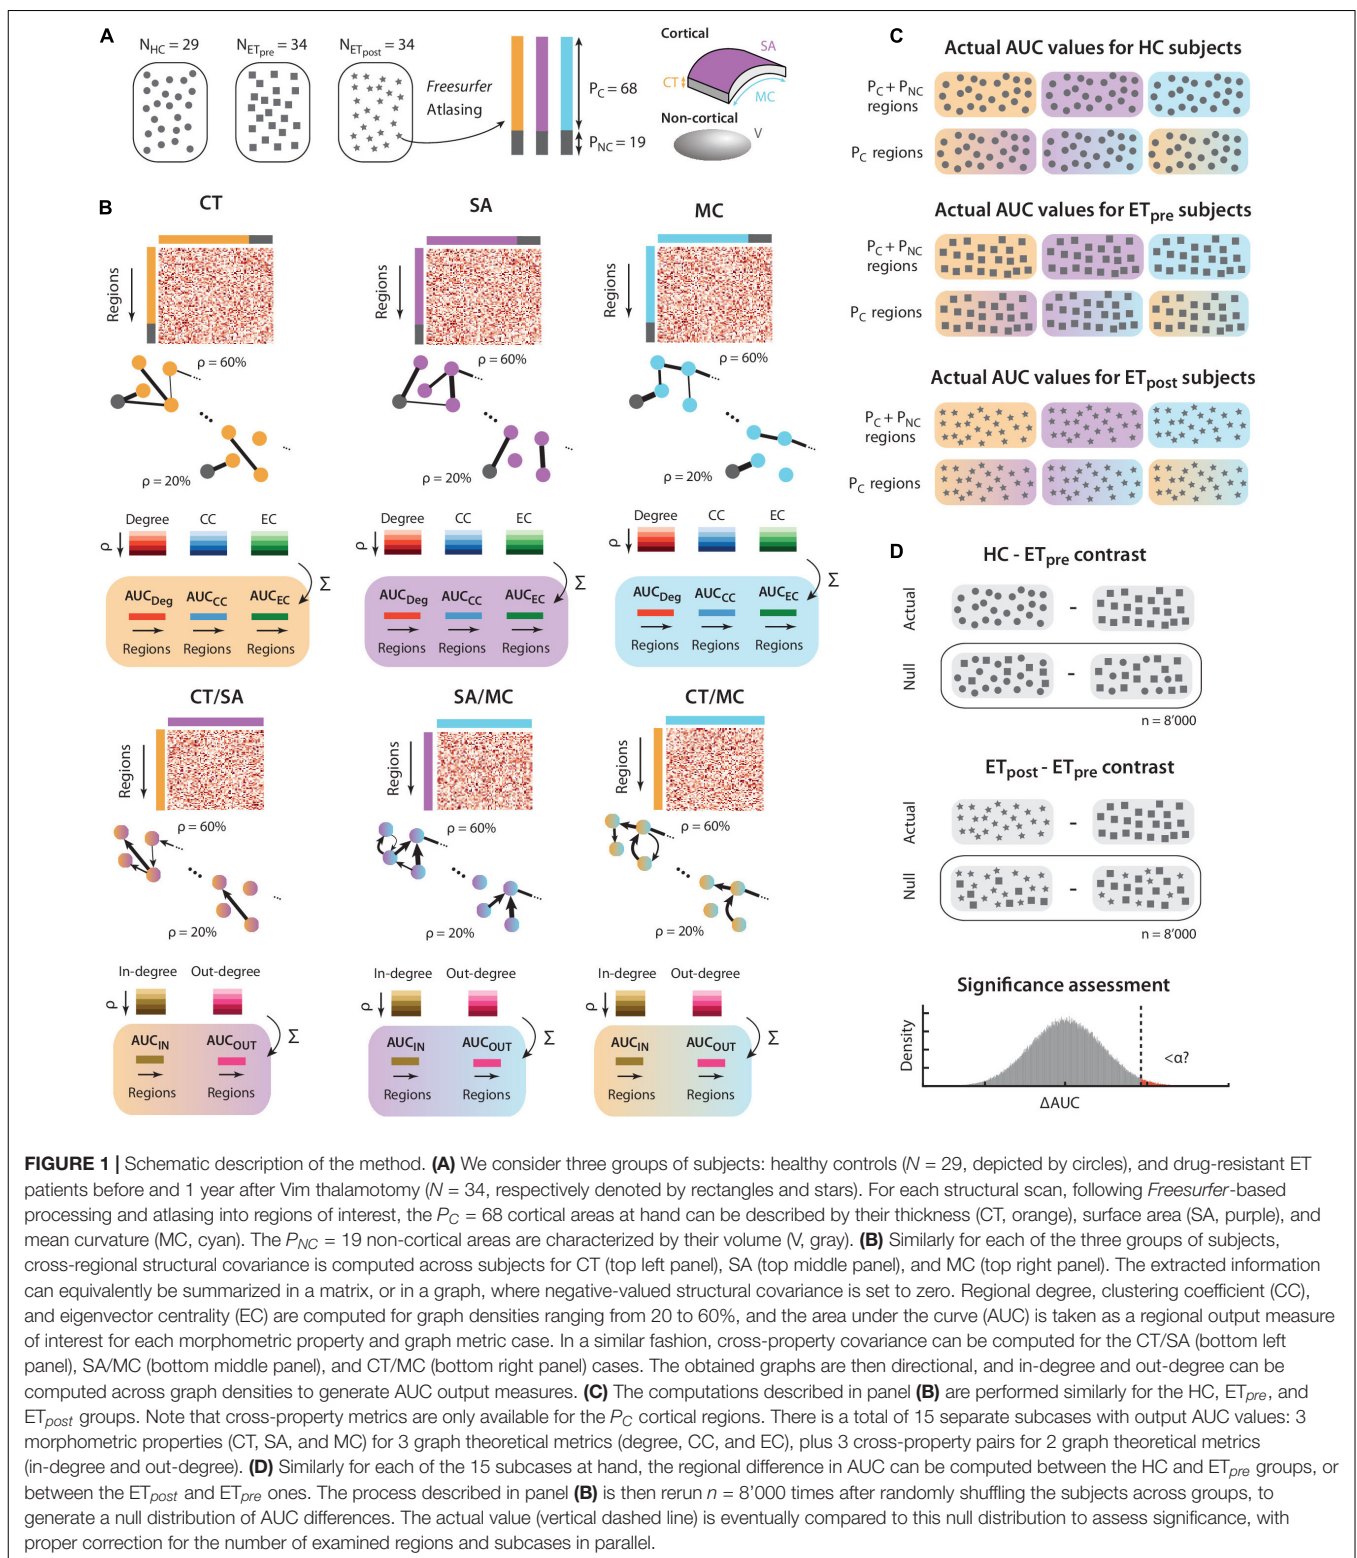 A
N_HC = 29
N_ETpre = 34
N_ETpost = 34
Freesurfer
Atlasing
P_C = 68
P_NC = 19
Cortical
SA
CT
MC
Non-cortical
V
B
CT
SA
MC
Regions
Regions
Regions
ρ = 60%
ρ = 60%
ρ = 60%
ρ = 20%
ρ = 20%
ρ = 20%
Degree CC EC
Degree CC EC
Degree CC EC
ρ
ρ
ρ
Σ
Σ
Σ
AUC_Deg AUC_CC AUC_EC
AUC_Deg AUC_CC AUC_EC
AUC_Deg AUC_CC AUC_EC
Regions Regions Regions
Regions Regions Regions
Regions Regions Regions
CT/SA
SA/MC
CT/MC
Regions
Regions
Regions
ρ = 60%
ρ = 60%
ρ = 60%
ρ = 20%
ρ = 20%
ρ = 20%
In-degree Out-degree
In-degree Out-degree
In-degree Out-degree
ρ
ρ
ρ
Σ
Σ
Σ
AUC_IN AUC_OUT
AUC_IN AUC_OUT
AUC_IN AUC_OUT
Regions Regions
Regions Regions
Regions Regions
C
Actual AUC values for HC subjects
P_C + P_NC
regions
P_C regions
Actual AUC values for ET_pre subjects
P_C + P_NC
regions
P_C regions
Actual AUC values for ET_post subjects
P_C + P_NC
regions
P_C regions
D
HC - ET_pre contrast
Actual
-
Null
-
n = 8'000
ET_post - ET_pre contrast
Actual
-
Null
-
n = 8'000
Significance assessment
Density
<α?
ΔAUC
FIGURE 1 | Schematic description of the method. (A) We consider three groups of subjects: healthy controls (N = 29, depicted by circles), and drug-resistant ET
patients before and 1 year after Vim thalamotomy (N = 34, respectively denoted by rectangles and stars). For each structural scan, following Freesurfer-based
processing and atlasing into regions of interest, the P_C = 68 cortical areas at hand can be described by their thickness (CT, orange), surface area (SA, purple), and
mean curvature (MC, cyan). The P_NC = 19 non-cortical areas are characterized by their volume (V, gray). (B) Similarly for each of the three groups of subjects,
cross-regional structural covariance is computed across subjects for CT (top left panel), SA (top middle panel), and MC (top right panel). The extracted information
can equivalently be summarized in a matrix, or in a graph, where negative-valued structural covariance is set to zero. Regional degree, clustering coefficient (CC),
and eigenvector centrality (EC) are computed for graph densities ranging from 20 to 60%, and the area under the curve (AUC) is taken as a regional output measure
of interest for each morphometric property and graph metric case. In a similar fashion, cross-property covariance can be computed for the CT/SA (bottom left
panel), SA/MC (bottom middle panel), and CT/MC (bottom right panel) cases. The obtained graphs are then directional, and in-degree and out-degree can be
computed across graph densities to generate AUC output measures. (C) The computations described in panel (B) are performed similarly for the HC, ET_pre, and
ET_post groups. Note that cross-property metrics are only available for the P_C cortical regions. There is a total of 15 separate subcases with output AUC values: 3
morphometric properties (CT, SA, and MC) for 3 graph theoretical metrics (degree, CC, and EC), plus 3 cross-property pairs for 2 graph theoretical metrics
(in-degree and out-degree). (D) Similarly for each of the 15 subcases at hand, the regional difference in AUC can be computed between the HC and ET_pre groups, or
between the ET_post and ET_pre ones. The process described in panel (B) is then rerun n = 8'000 times after randomly shuffling the subjects across groups, to
generate a null distribution of AUC differences. The actual value (vertical dashed line) is eventually compared to this null distribution to assess significance, with
proper correction for the number of examined regions and subcases in parallel.